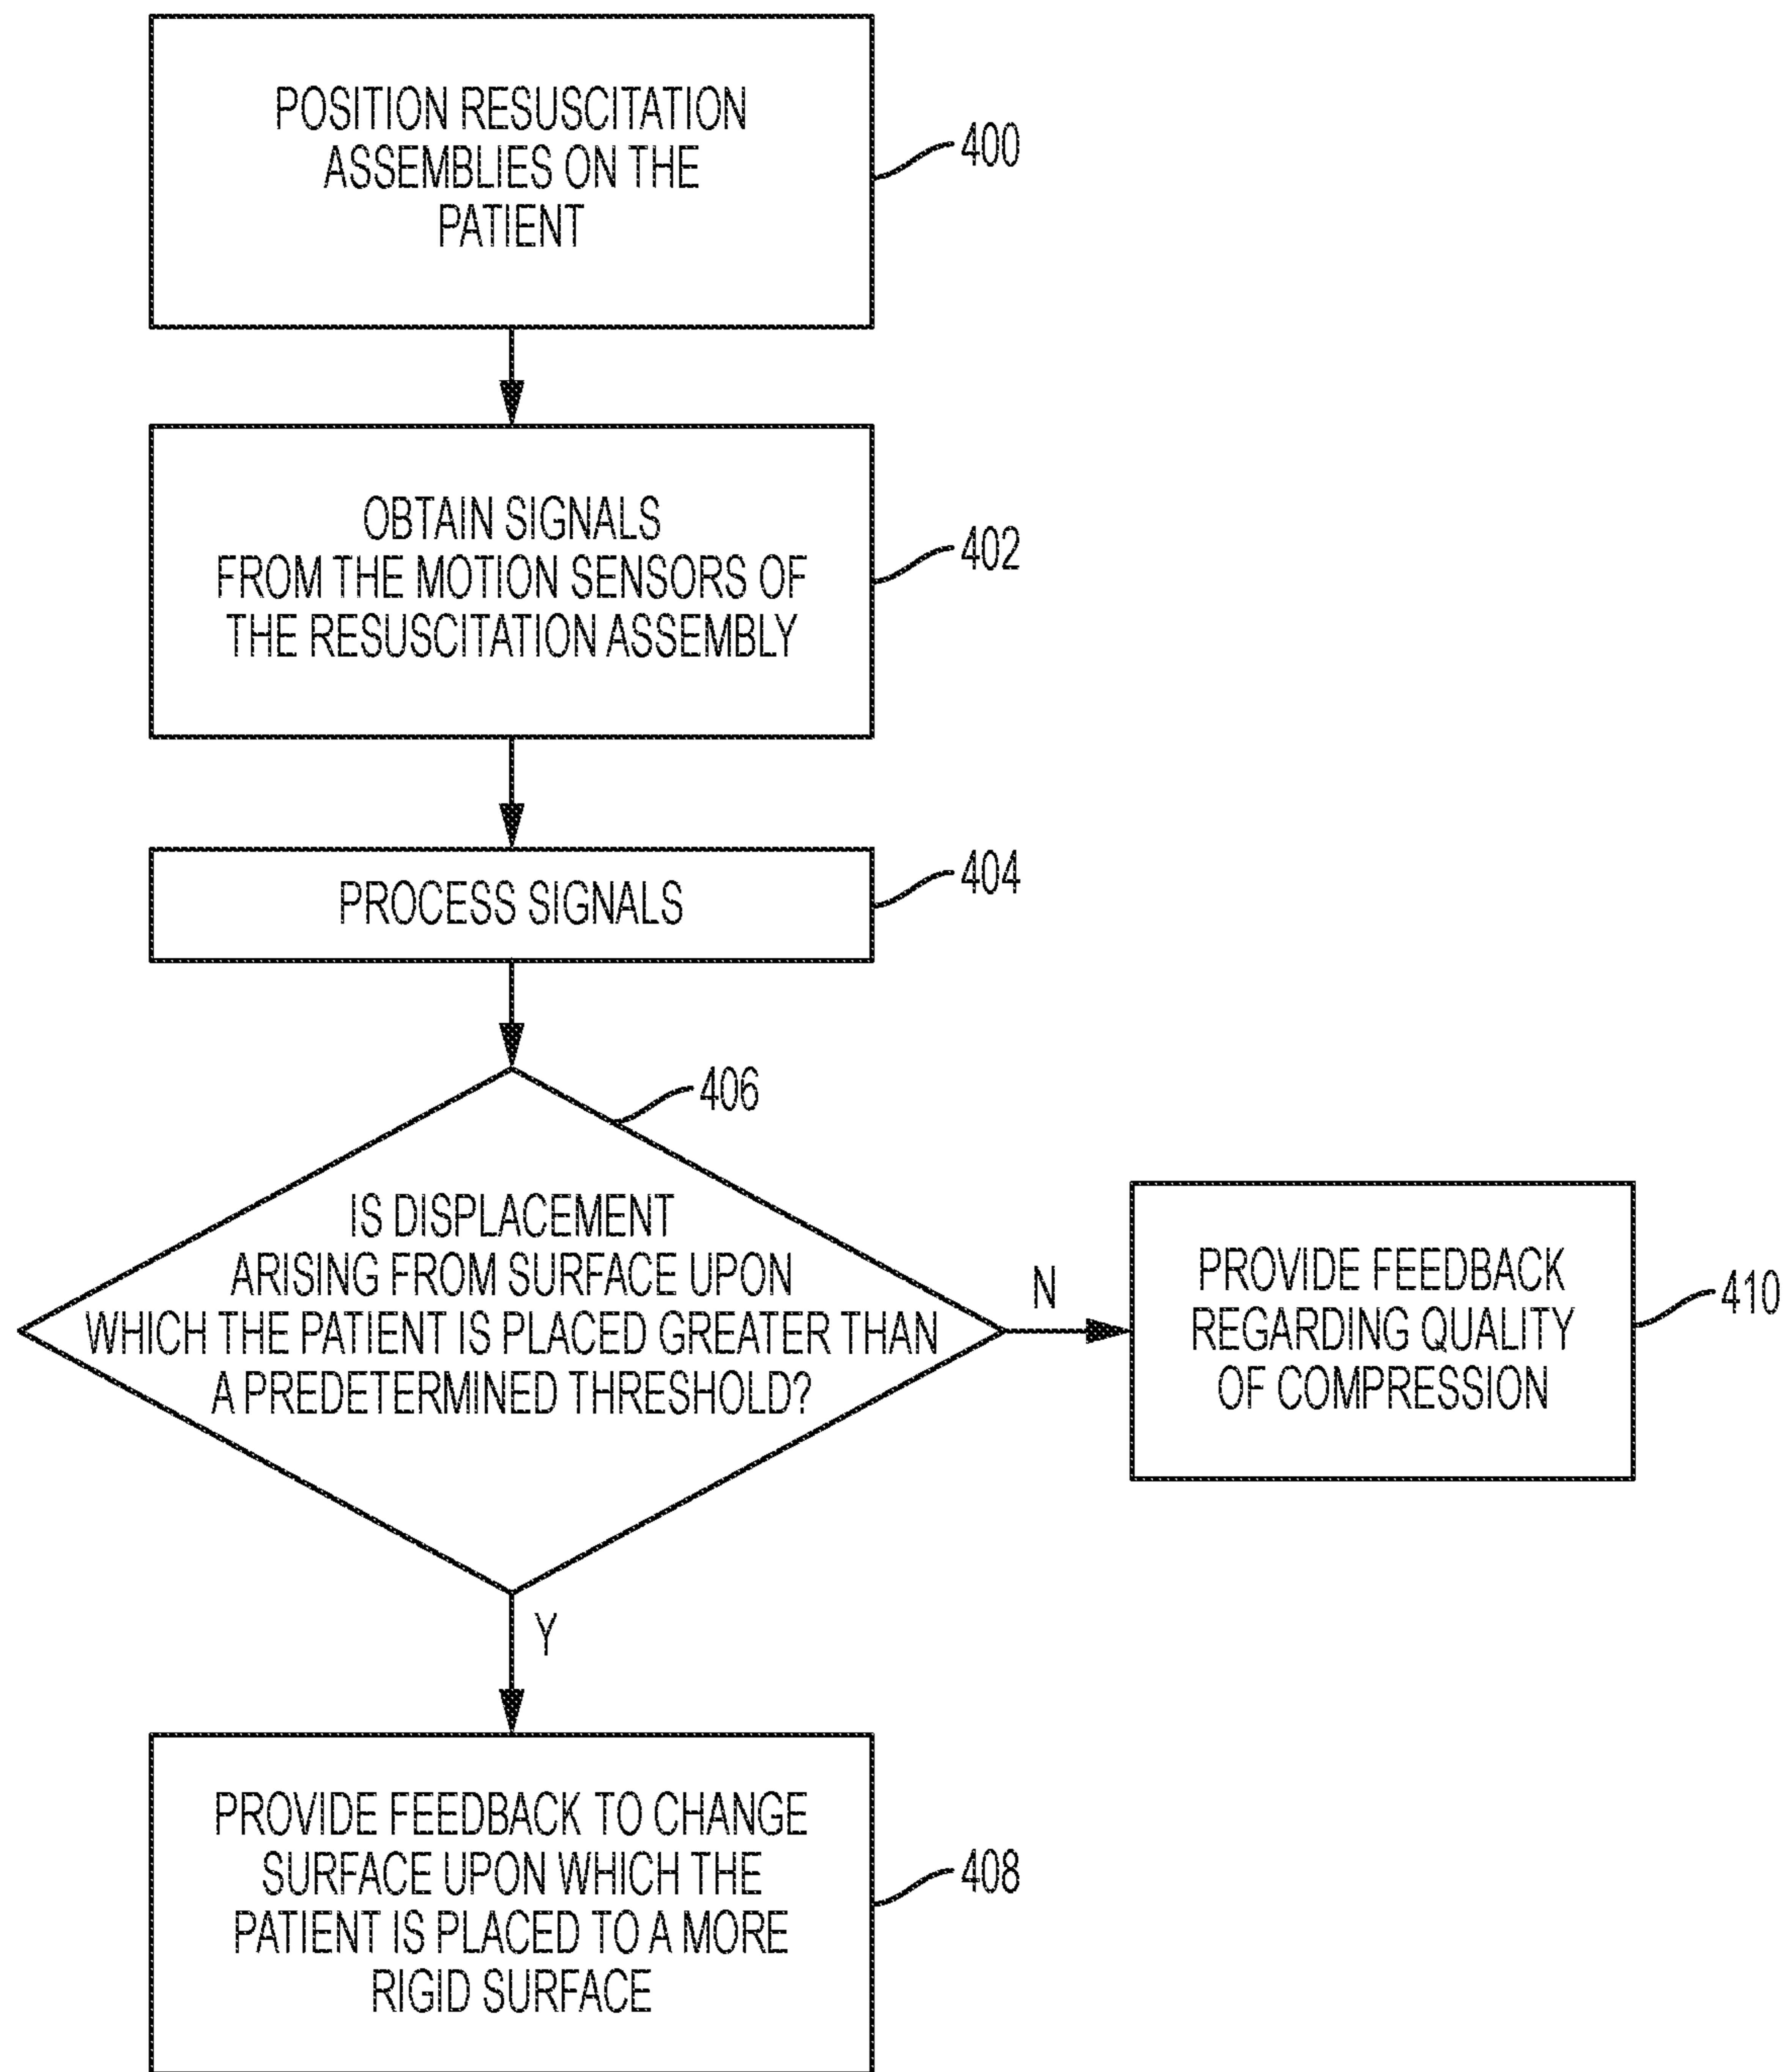 POSITION RESUSCITATION
ASSEMBLIES ON THE
PATIENT
400
OBTAIN SIGNALS
FROM THE MOTION SENSORS OF
THE RESUSCITATION ASSEMBLY
402
PROCESS SIGNALS
404
406
IS DISPLACEMENT
ARISING FROM SURFACE UPON
WHICH THE PATIENT IS PLACED GREATER THAN
A PREDETERMINED THRESHOLD?
N
PROVIDE FEEDBACK
REGARDING QUALITY
OF COMPRESSION
410
Y
PROVIDE FEEDBACK TO CHANGE
SURFACE UPON WHICH THE
PATIENT IS PLACED TO A MORE
RIGID SURFACE
408